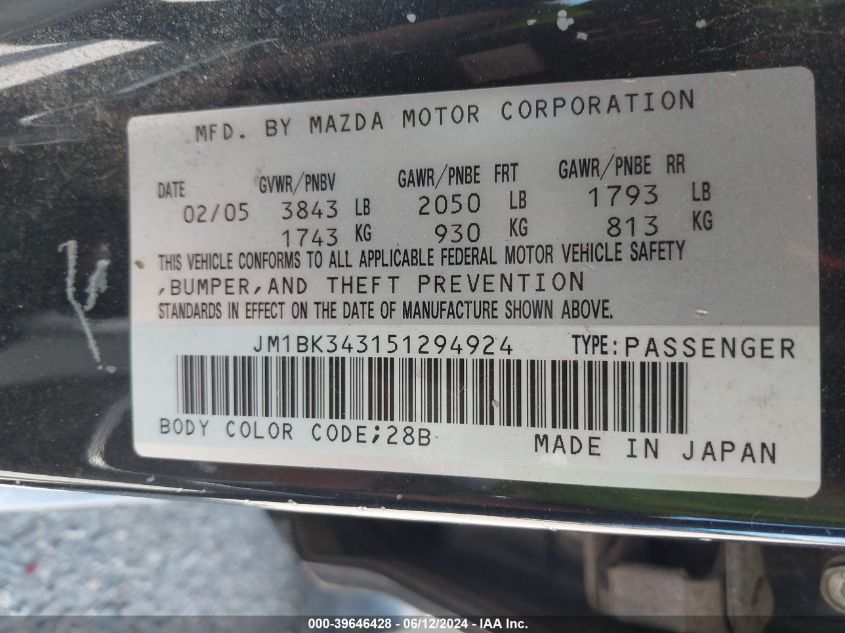 MFD. BY MAZDA MOTOR CORPORATION
DATE GVWR/PNBV GAWR/PNBE FRT GAWR/PNBE RR
02/05 3843 LB 2050 LB 1793 LB
1743 KG 930 KG 813 KG
THIS VEHICLE CONFORMS TO ALL APPLICABLE FEDERAL MOTOR VEHICLE SAFETY
,BUMPER,AND THEFT PREVENTION
STANDARDS IN EFFECT ON THE DATE OF MANUFACTURE SHOWN ABOVE.
JM1BK343151294924 TYPE:PASSENGER
BODY COLOR CODE;28B
MADE IN JAPAN
000-39646428 - 06/12/2024 - IAA Inc.